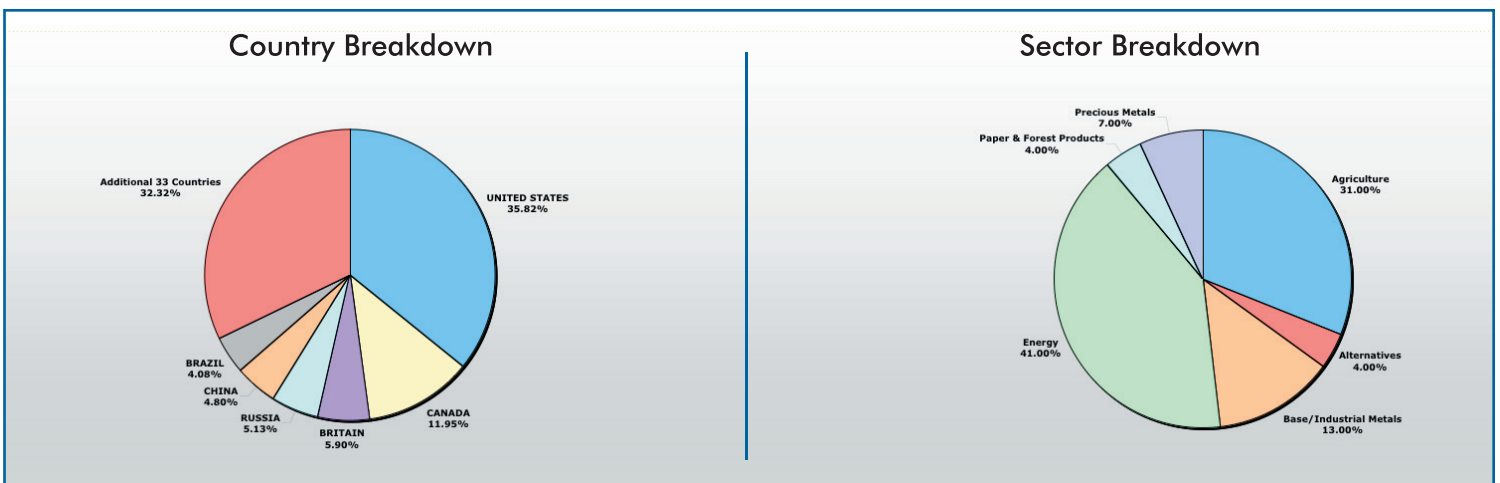 Country Breakdown
Additional 33 Countries
32.32%
UNITED STATES
35.82%
BRAZIL
4.08%
CHINA
4.80%
RUSSIA
5.13%
BRITAIN
5.90%
CANADA
11.95%
Sector Breakdown
Precious Metals
7.00%
Paper & Forest Products
4.00%
Agriculture
31.00%
Energy
41.00%
Alternatives
4.00%
Base/Industrial Metals
13.00%